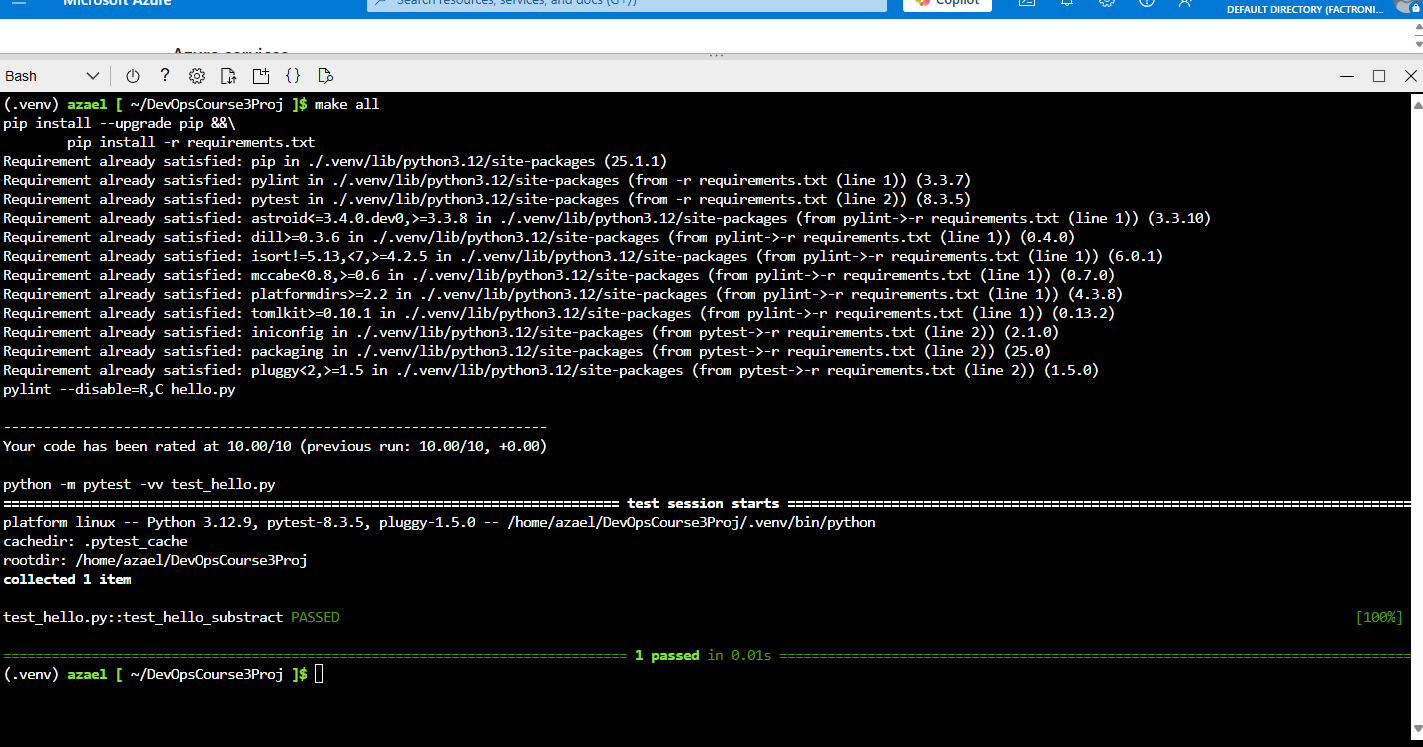 Microsoft Azure
Search resources, services, and docs (G+/)
Copilot
DEFAULT DIRECTORY (FACTRONI...
Azure services
Bash
(.venv) azael [ ~/DevOpsCourse3Proj ]$ make all
pip install --upgrade pip &&\
        pip install -r requirements.txt
Requirement already satisfied: pip in ./.venv/lib/python3.12/site-packages (25.1.1)
Requirement already satisfied: pylint in ./.venv/lib/python3.12/site-packages (from -r requirements.txt (line 1)) (3.3.7)
Requirement already satisfied: pytest in ./.venv/lib/python3.12/site-packages (from -r requirements.txt (line 2)) (8.3.5)
Requirement already satisfied: astroid<=3.4.0.dev0,>=3.3.8 in ./.venv/lib/python3.12/site-packages (from pylint->-r requirements.txt (line 1)) (3.3.10)
Requirement already satisfied: dill>=0.3.6 in ./.venv/lib/python3.12/site-packages (from pylint->-r requirements.txt (line 1)) (0.4.0)
Requirement already satisfied: isort!=5.13,<7,>=4.2.5 in ./.venv/lib/python3.12/site-packages (from pylint->-r requirements.txt (line 1)) (6.0.1)
Requirement already satisfied: mccabe<0.8,>=0.6 in ./.venv/lib/python3.12/site-packages (from pylint->-r requirements.txt (line 1)) (0.7.0)
Requirement already satisfied: platformdirs>=2.2 in ./.venv/lib/python3.12/site-packages (from pylint->-r requirements.txt (line 1)) (4.3.8)
Requirement already satisfied: tomlkit>=0.10.1 in ./.venv/lib/python3.12/site-packages (from pylint->-r requirements.txt (line 1)) (0.13.2)
Requirement already satisfied: iniconfig in ./.venv/lib/python3.12/site-packages (from pytest->-r requirements.txt (line 2)) (2.1.0)
Requirement already satisfied: packaging in ./.venv/lib/python3.12/site-packages (from pytest->-r requirements.txt (line 2)) (25.0)
Requirement already satisfied: pluggy<2,>=1.5 in ./.venv/lib/python3.12/site-packages (from pytest->-r requirements.txt (line 2)) (1.5.0)
pylint --disable=R,C hello.py
--------------------------------------------------------------------
Your code has been rated at 10.00/10 (previous run: 10.00/10, +0.00)
python -m pytest -vv test_hello.py
============================================================================= test session starts ==============================================================================
platform linux -- Python 3.12.9, pytest-8.3.5, pluggy-1.5.0 -- /home/azael/DevOpsCourse3Proj/.venv/bin/python
cachedir: .pytest_cache
rootdir: /home/azael/DevOpsCourse3Proj
collected 1 item
test_hello.py::test_hello_substract PASSED [100%]
============================================================================== 1 passed in 0.01s ===============================================================================
(.venv) azael [ ~/DevOpsCourse3Proj ]$